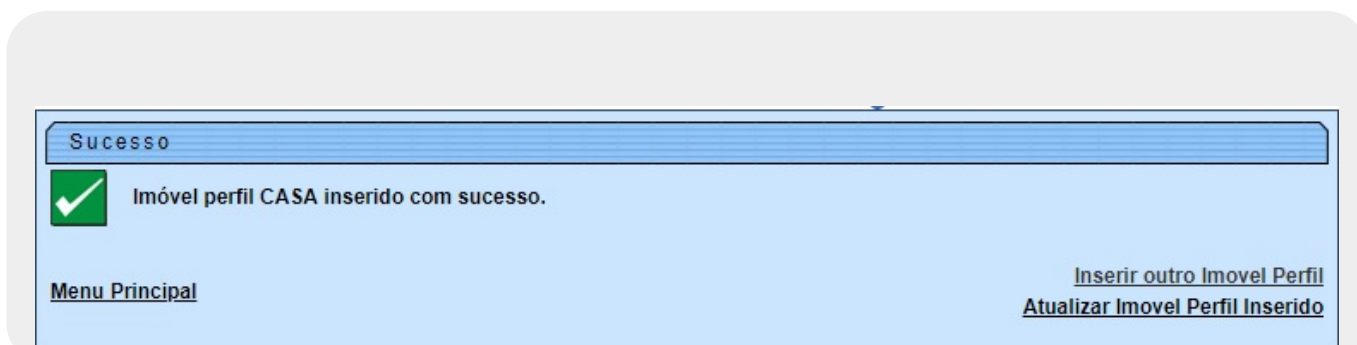 Sucesso
Imóvel perfil CASA inserido com sucesso.
Inserir outro Imovel Perfil
Menu Principal
Atualizar Imovel Perfil Inserido